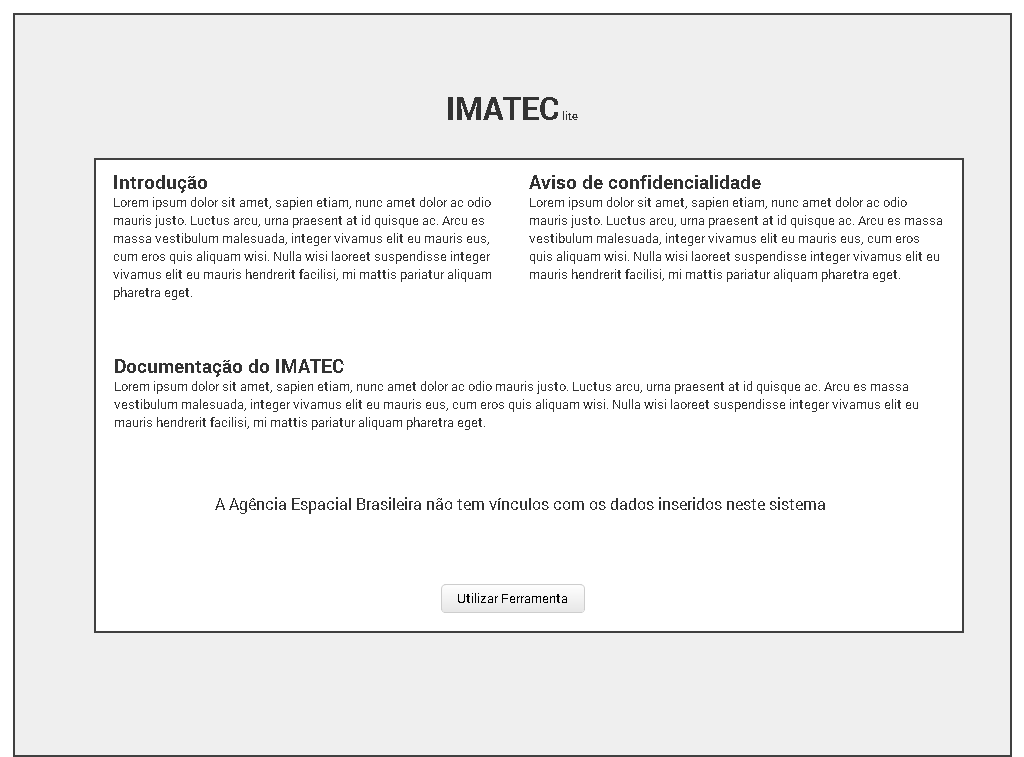 IMATEC lite
Introdução
Lorem ipsum dolor sit amet, sapien etiam, nunc amet dolor ac odio
mauris justo. Luctus arcu, urna praesent at id quisque ac. Arcu es
massa vestibulum malesuada, integer vivamus elit eu mauris eus,
cum eros quis aliquam wisi. Nulla wisi laoreet suspendisse integer
vivamus elit eu mauris hendrerit facilisi, mi mattis pariatur aliquam
pharetra eget.
Aviso de confidencialidade
Lorem ipsum dolor sit amet, sapien etiam, nunc amet dolor ac odio
mauris justo. Luctus arcu, urna praesent at id quisque ac. Arcu es massa
vestibulum malesuada, integer vivamus elit eu mauris eus, cum eros
quis aliquam wisi. Nulla wisi laoreet suspendisse integer vivamus elit eu
mauris hendrerit facilisi, mi mattis pariatur aliquam pharetra eget.
Documentação do IMATEC
Lorem ipsum dolor sit amet, sapien etiam, nunc amet dolor ac odio mauris justo. Luctus arcu, urna praesent at id quisque ac. Arcu es massa
vestibulum malesuada, integer vivamus elit eu mauris eus, cum eros quis aliquam wisi. Nulla wisi laoreet suspendisse integer vivamus elit eu
mauris hendrerit facilisi, mi mattis pariatur aliquam pharetra eget.
A Agência Espacial Brasileira não tem vínculos com os dados inseridos neste sistema
Utilizar Ferramenta